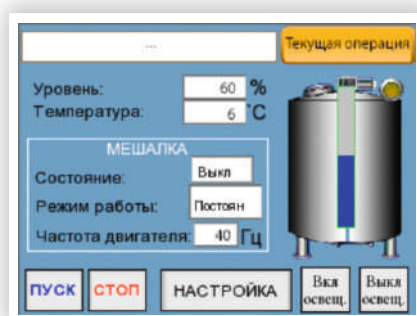 ...
Текущая операция
Уровень: 60 %
Температура: 6 °C
МЕШАЛКА
Состояние: Выкл
Режим работы: Постоян
Частота двигателя: 40 Гц
ПУСК СТОП НАСТРОЙКА Вкл освещ. Выкл освещ.